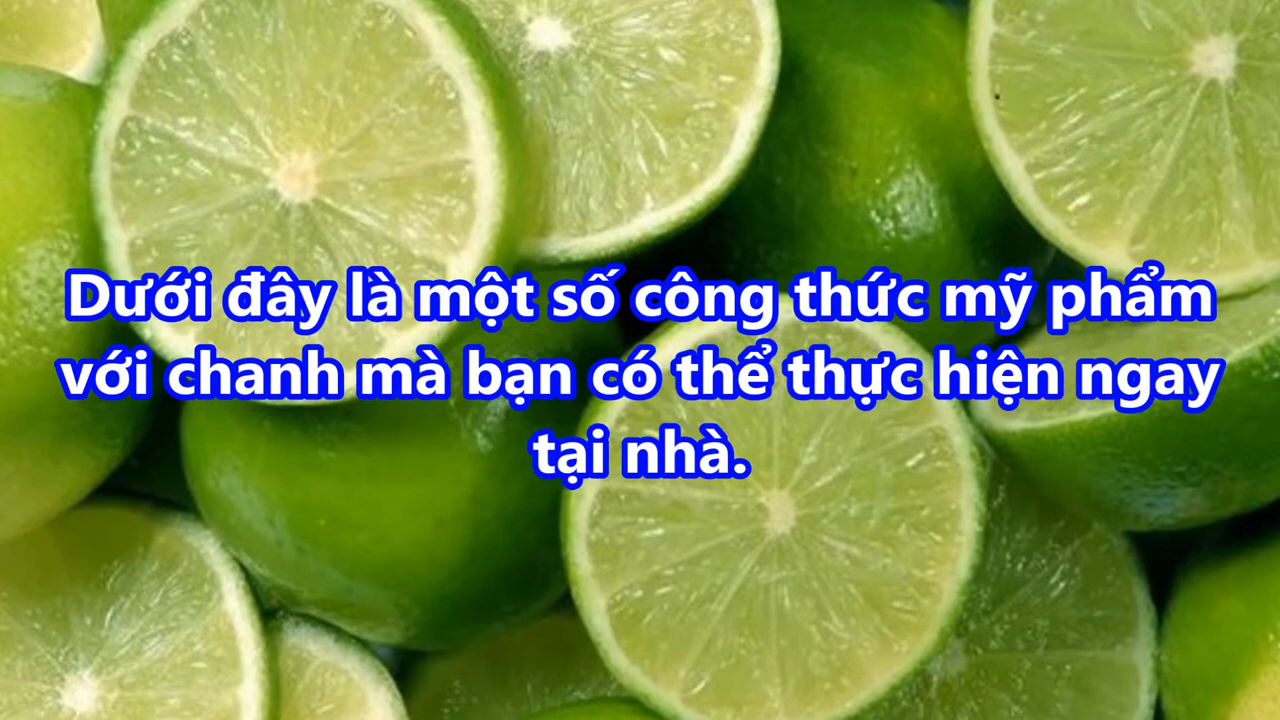 Dưới đây là một số công thức mỹ phẩm
với chanh mà bạn có thể thực hiện ngay
tại nhà.